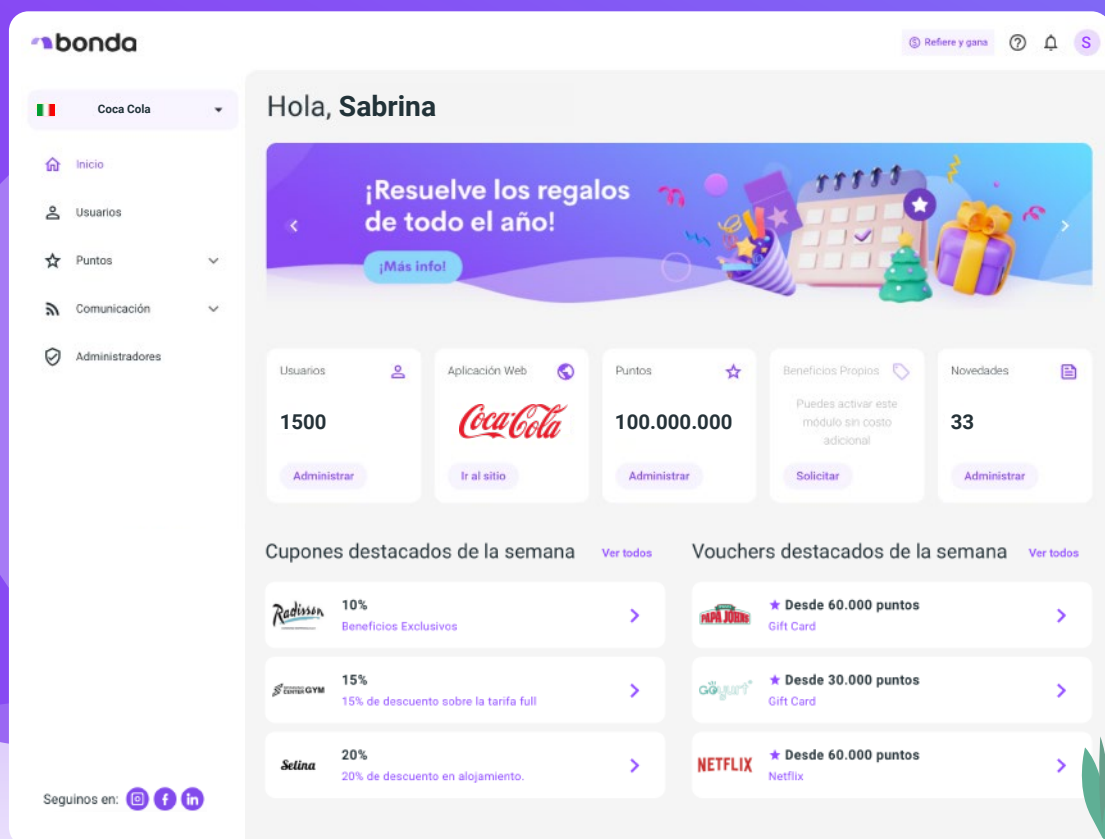 bonda
Refiere y gana
S
Coca Cola
Inicio
Usuarios
Puntos
Comunicación
Administradores
Seguinos en:
Hola, Sabrina
¡Resuelve los regalos
de todo el año!
¡Más info!
Usuarios
1500
Administrar
Aplicación Web
Coca-Cola
Ir al sitio
Puntos
100.000.000
Administrar
Beneficios Propios
Puedes activar este
módulo sin costo
adicional
Solicitar
Novedades
33
Administrar
Cupones destacados de la semana
Ver todos
Radisson
10%
Beneficios Exclusivos
CENTER GYM
15%
15% de descuento sobre la tarifa full
Selina
20%
20% de descuento en alojamiento.
Vouchers destacados de la semana
Ver todos
PAPA JOHNS
Desde 60.000 puntos
Gift Card
Desde 30.000 puntos
Gift Card
NETFLIX
Desde 60.000 puntos
Netflix